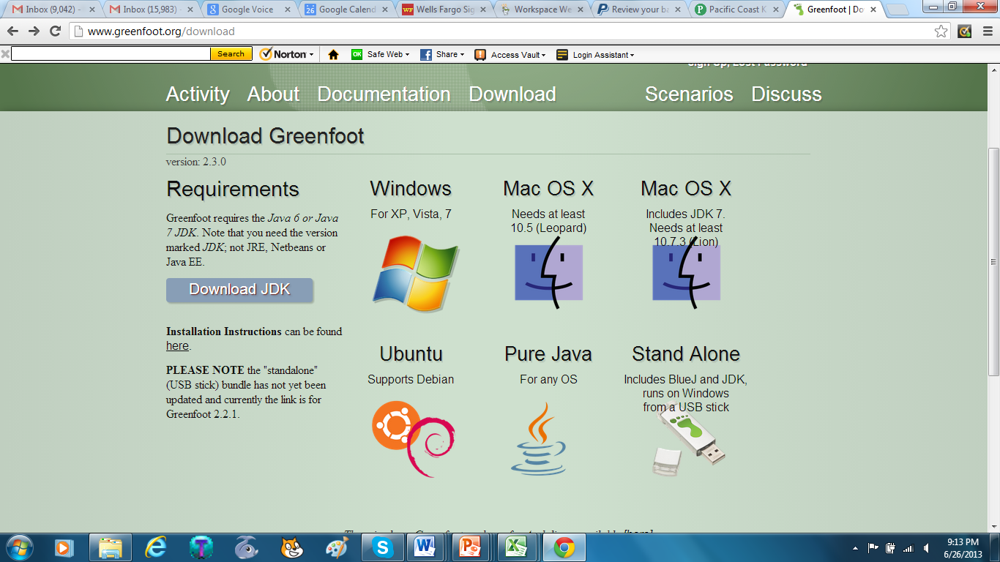 Inbox (9,042) -
Inbox (15,983) -
Google Voice
Google Calend
Wells Fargo Sig
Workspace We
Review your ba
Pacific Coast K
Greenfoot | Do
www.greenfoot.org/download
Search
Norton
Safe Web
Share
Access Vault
Login Assistant
Sign Up, Lost Password
Activity About Documentation Download Scenarios Discuss
Download Greenfoot
version: 2.3.0
Requirements
Greenfoot requires the Java 6 or Java
7 JDK. Note that you need the version
marked JDK; not JRE, Netbeans or
Java EE.
Download JDK
Installation Instructions can be found
here.
PLEASE NOTE the "standalone"
(USB stick) bundle has not yet been
updated and currently the link is for
Greenfoot 2.2.1.
Windows
For XP, Vista, 7
Mac OS X
Needs at least
10.5 (Leopard)
Mac OS X
Includes JDK 7.
Needs at least
10.7.3 (Lion)
Ubuntu
Supports Debian
Pure Java
For any OS
Stand Alone
Includes BlueJ and JDK,
runs on Windows
from a USB stick
9:13 PM
6/26/2013